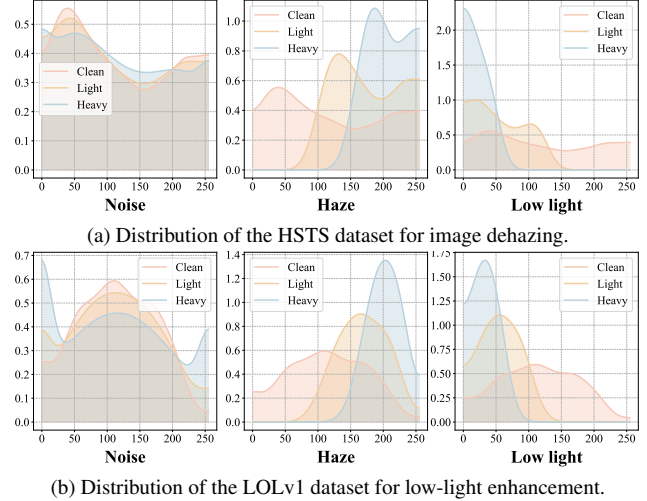 0.5
0.4
0.3
0.2
0.1
0.0
Clean
Light
Heavy
0 50 100 150 200 250
Noise
1.0
0.8
0.6
0.4
0.2
0.0
Clean
Light
Heavy
0 50 100 150 200 250
Haze
2.0
1.5
1.0
0.5
0.0
Clean
Light
Heavy
0 50 100 150 200 250
Low light
(a) Distribution of the HSTS dataset for image dehazing.
0.7
0.6
0.5
0.4
0.3
0.2
0.1
0.0
Clean
Light
Heavy
0 50 100 150 200 250
Noise
1.4
1.2
1.0
0.8
0.6
0.4
0.2
0.0
Clean
Light
Heavy
0 50 100 150 200 250
Haze
1.75
1.50
1.25
1.00
0.75
0.50
0.25
0.00
Clean
Light
Heavy
0 50 100 150 200 250
Low light
(b) Distribution of the LOLv1 dataset for low-light enhancement.